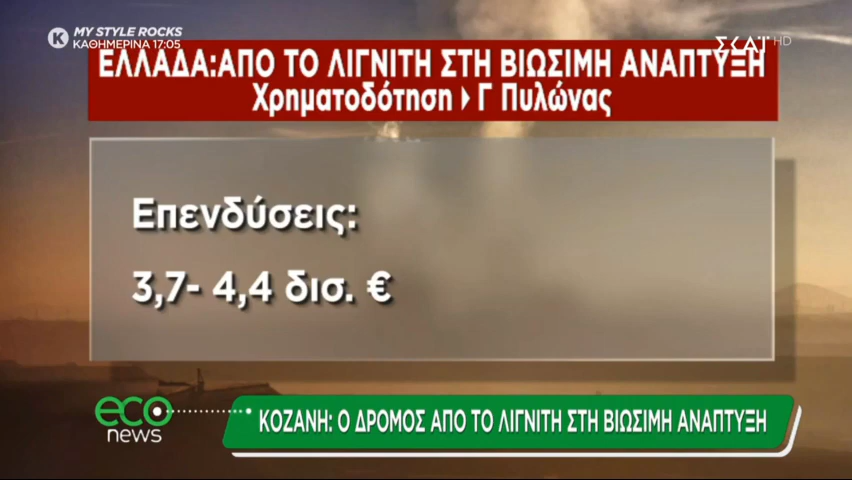 K MY STYLE ROCKS
ΚΑΘΗΜΕΡΙΝΑ 17:05
ΣΚΑΪ HD
ΕΛΛΑΔΑ:ΑΠΟ ΤΟ ΛΙΓΝΙΤΗ ΣΤΗ ΒΙΩΣΙΜΗ ΑΝΑΠΤΥΞΗ
Χρηματοδότηση Γ Πυλώνας
Επενδύσεις:
3,7- 4,4 δισ. €
eco
news
ΚΟΖΑΝΗ: Ο ΔΡΟΜΟΣ ΑΠΟ ΤΟ ΛΙΓΝΙΤΗ ΣΤΗ ΒΙΩΣΙΜΗ ΑΝΑΠΤΥΞΗ